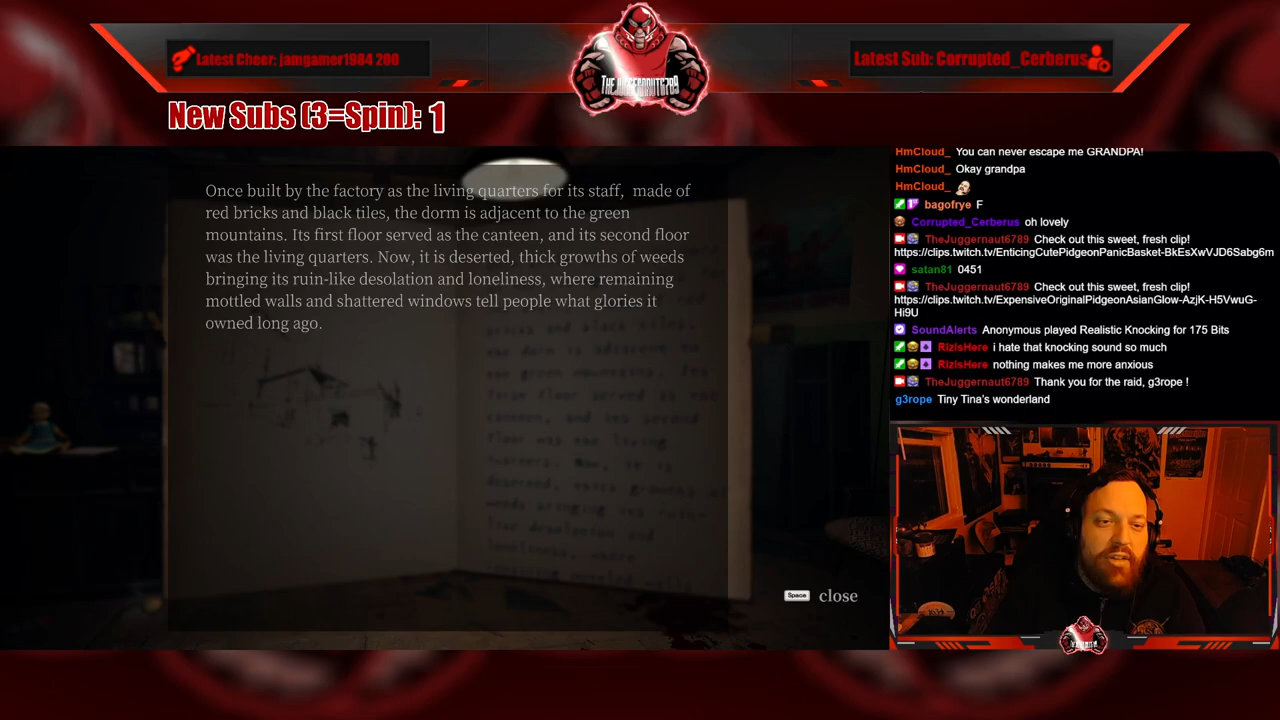 Latest Cheer: jamgamer1984 200
THEJUGGERNAUT6789
Latest Sub: Corrupted_Cerberus
New Subs (3=Spin): 1
Once built by the factory as the living quarters for its staff, made of
red bricks and black tiles, the dorm is adjacent to the green
mountains. Its first floor served as the canteen, and its second floor
was the living quarters. Now, it is deserted, thick growths of weeds
bringing its ruin-like desolation and loneliness, where remaining
mottled walls and shattered windows tell people what glories it
owned long ago.
Space close
HmCloud_ You can never escape me GRANDPA!
HmCloud_ Okay grandpa
HmCloud_
bagofrye F
Corrupted_Cerberus oh lovely
TheJuggernaut6789 Check out this sweet, fresh clip!
https://clips.twitch.tv/EnticingCutePidgeonPanicBasket-BkEsXwVJD6Sabg6m
satan81 0451
TheJuggernaut6789 Check out this sweet, fresh clip!
https://clips.twitch.tv/ExpensiveOriginalPidgeonAsianGlow-AzjK-H5VwuG-
Hi9U
SoundAlerts Anonymous played Realistic Knocking for 175 Bits
RizIsHere i hate that knocking sound so much
RizIsHere nothing makes me more anxious
TheJuggernaut6789 Thank you for the raid, g3rope !
g3rope Tiny Tina's wonderland